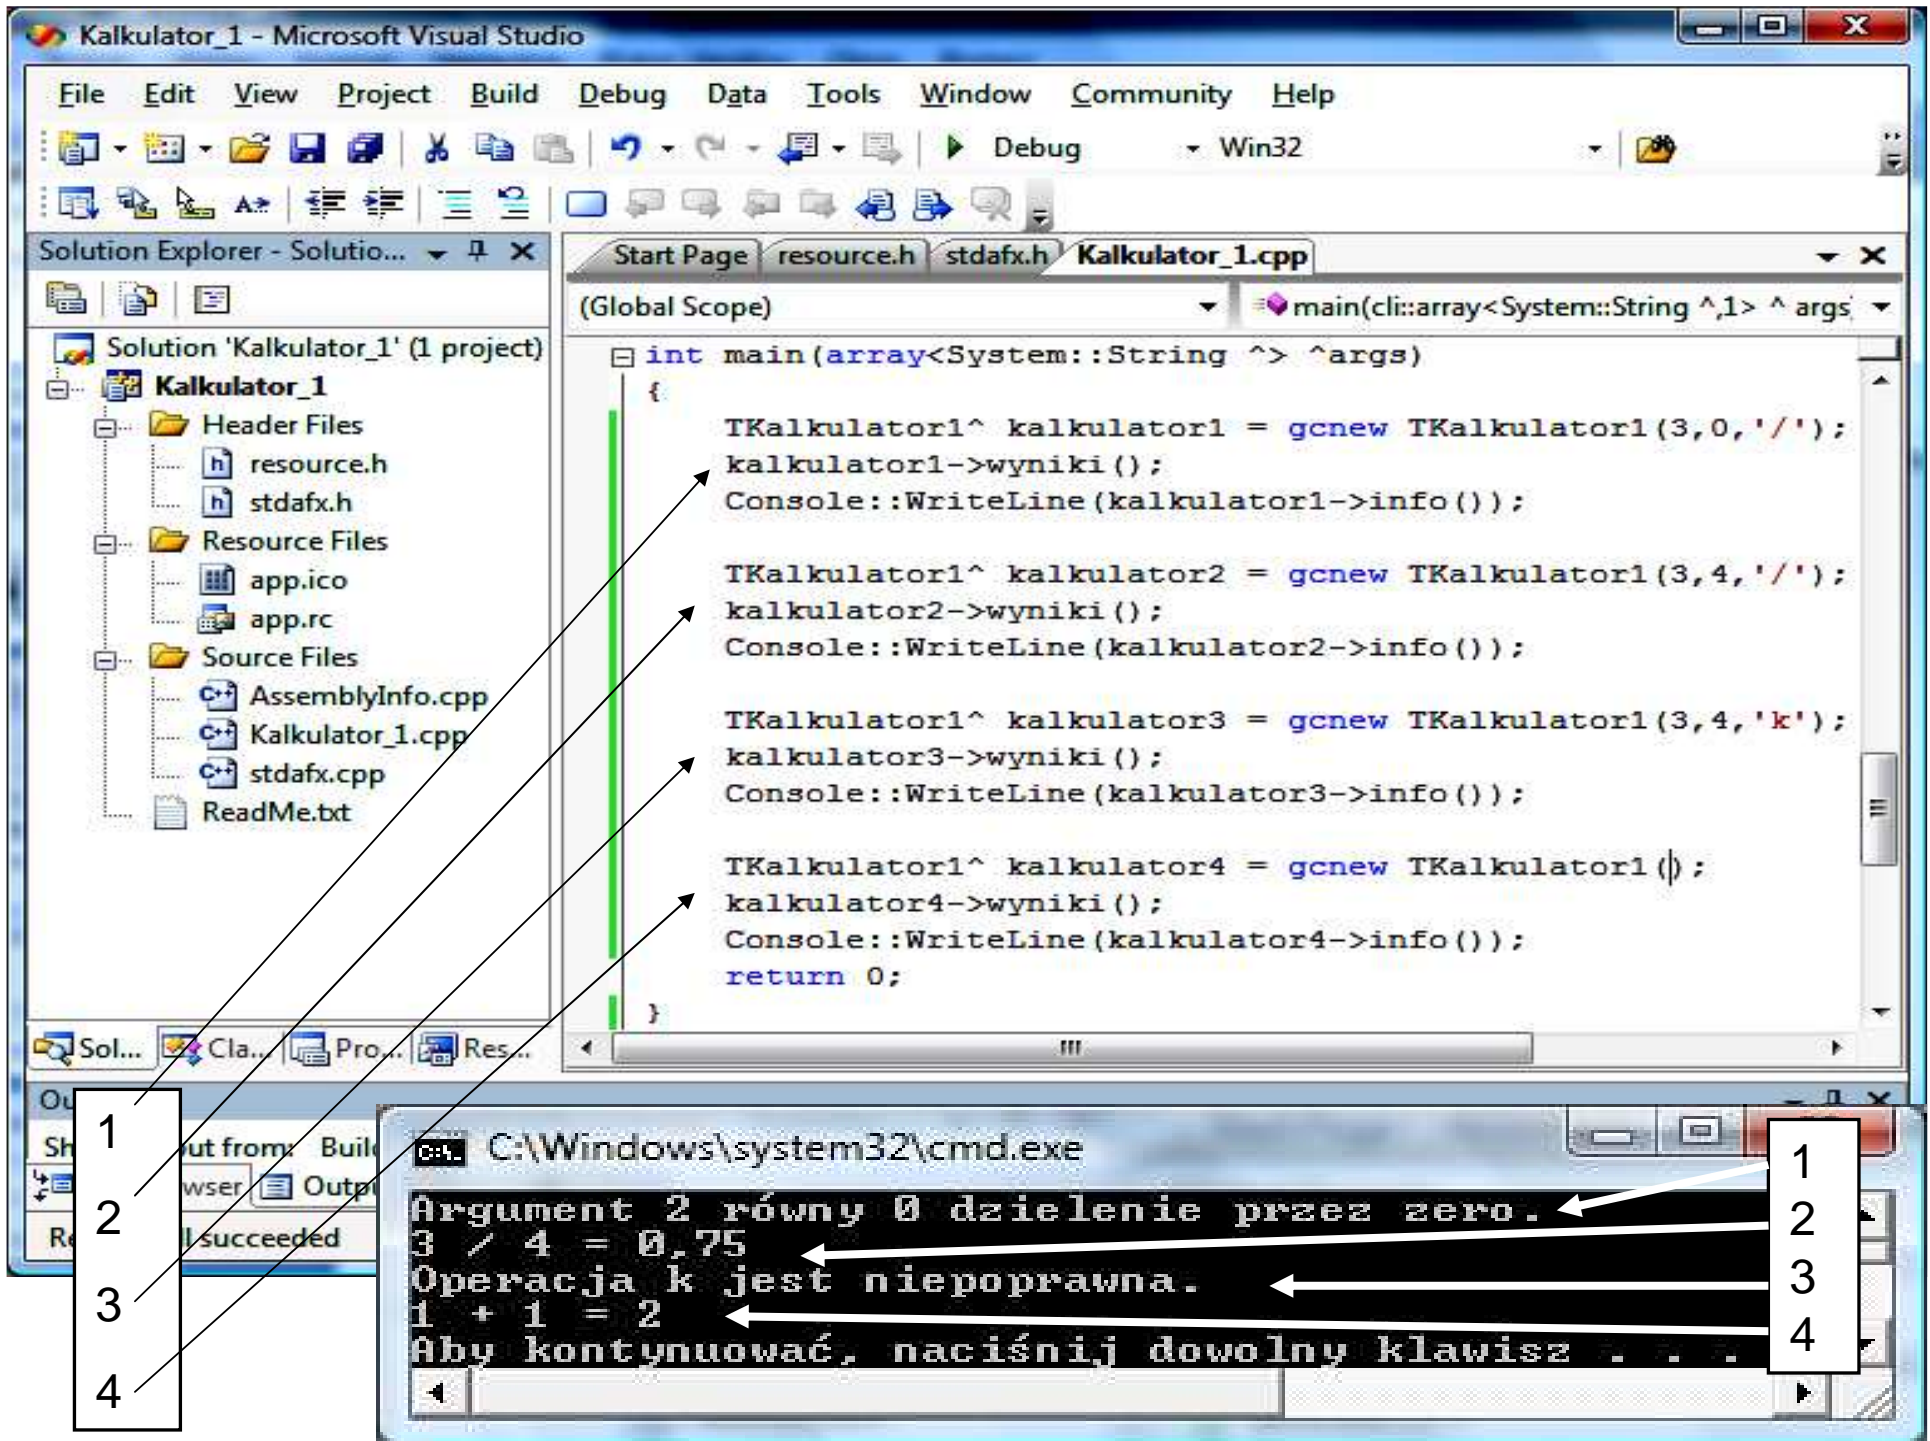 Kalkulator_1 - Microsoft Visual Studio
File Edit View Project Build Debug Data Tools Window Community Help
Debug Win32
Solution Explorer - Solutio...
Start Page resource.h stdafx.h Kalkulator_1.cpp
(Global Scope) main(cli::array<System::String ^,1> ^ args
Solution 'Kalkulator_1' (1 project)
Kalkulator_1
Header Files
resource.h
stdafx.h
Resource Files
app.ico
app.rc
Source Files
AssemblyInfo.cpp
Kalkulator_1.cpp
stdafx.cpp
ReadMe.txt
int main(array<System::String ^> ^args)
{
TKalkulator1^ kalkulator1 = gcnew TKalkulator1(3,0,'/');
kalkulator1->wyniki();
Console::WriteLine(kalkulator1->info());
TKalkulator1^ kalkulator2 = gcnew TKalkulator1(3,4,'/');
kalkulator2->wyniki();
Console::WriteLine(kalkulator2->info());
TKalkulator1^ kalkulator3 = gcnew TKalkulator1(3,4,'k');
kalkulator3->wyniki();
Console::WriteLine(kalkulator3->info());
TKalkulator1^ kalkulator4 = gcnew TKalkulator1();
kalkulator4->wyniki();
Console::WriteLine(kalkulator4->info());
return 0;
}
Sol... Cla... Pro... Res...
from:
succeeded
1
2
3
4
C:\Windows\system32\cmd.exe
Argument 2 równy 0 dzielenie przez zero.
3 / 4 = 0,75
Operacja k jest niepoprawna.
1 + 1 = 2
Aby kontynuować, naciśnij dowolny klawisz . . .
1
2
3
4